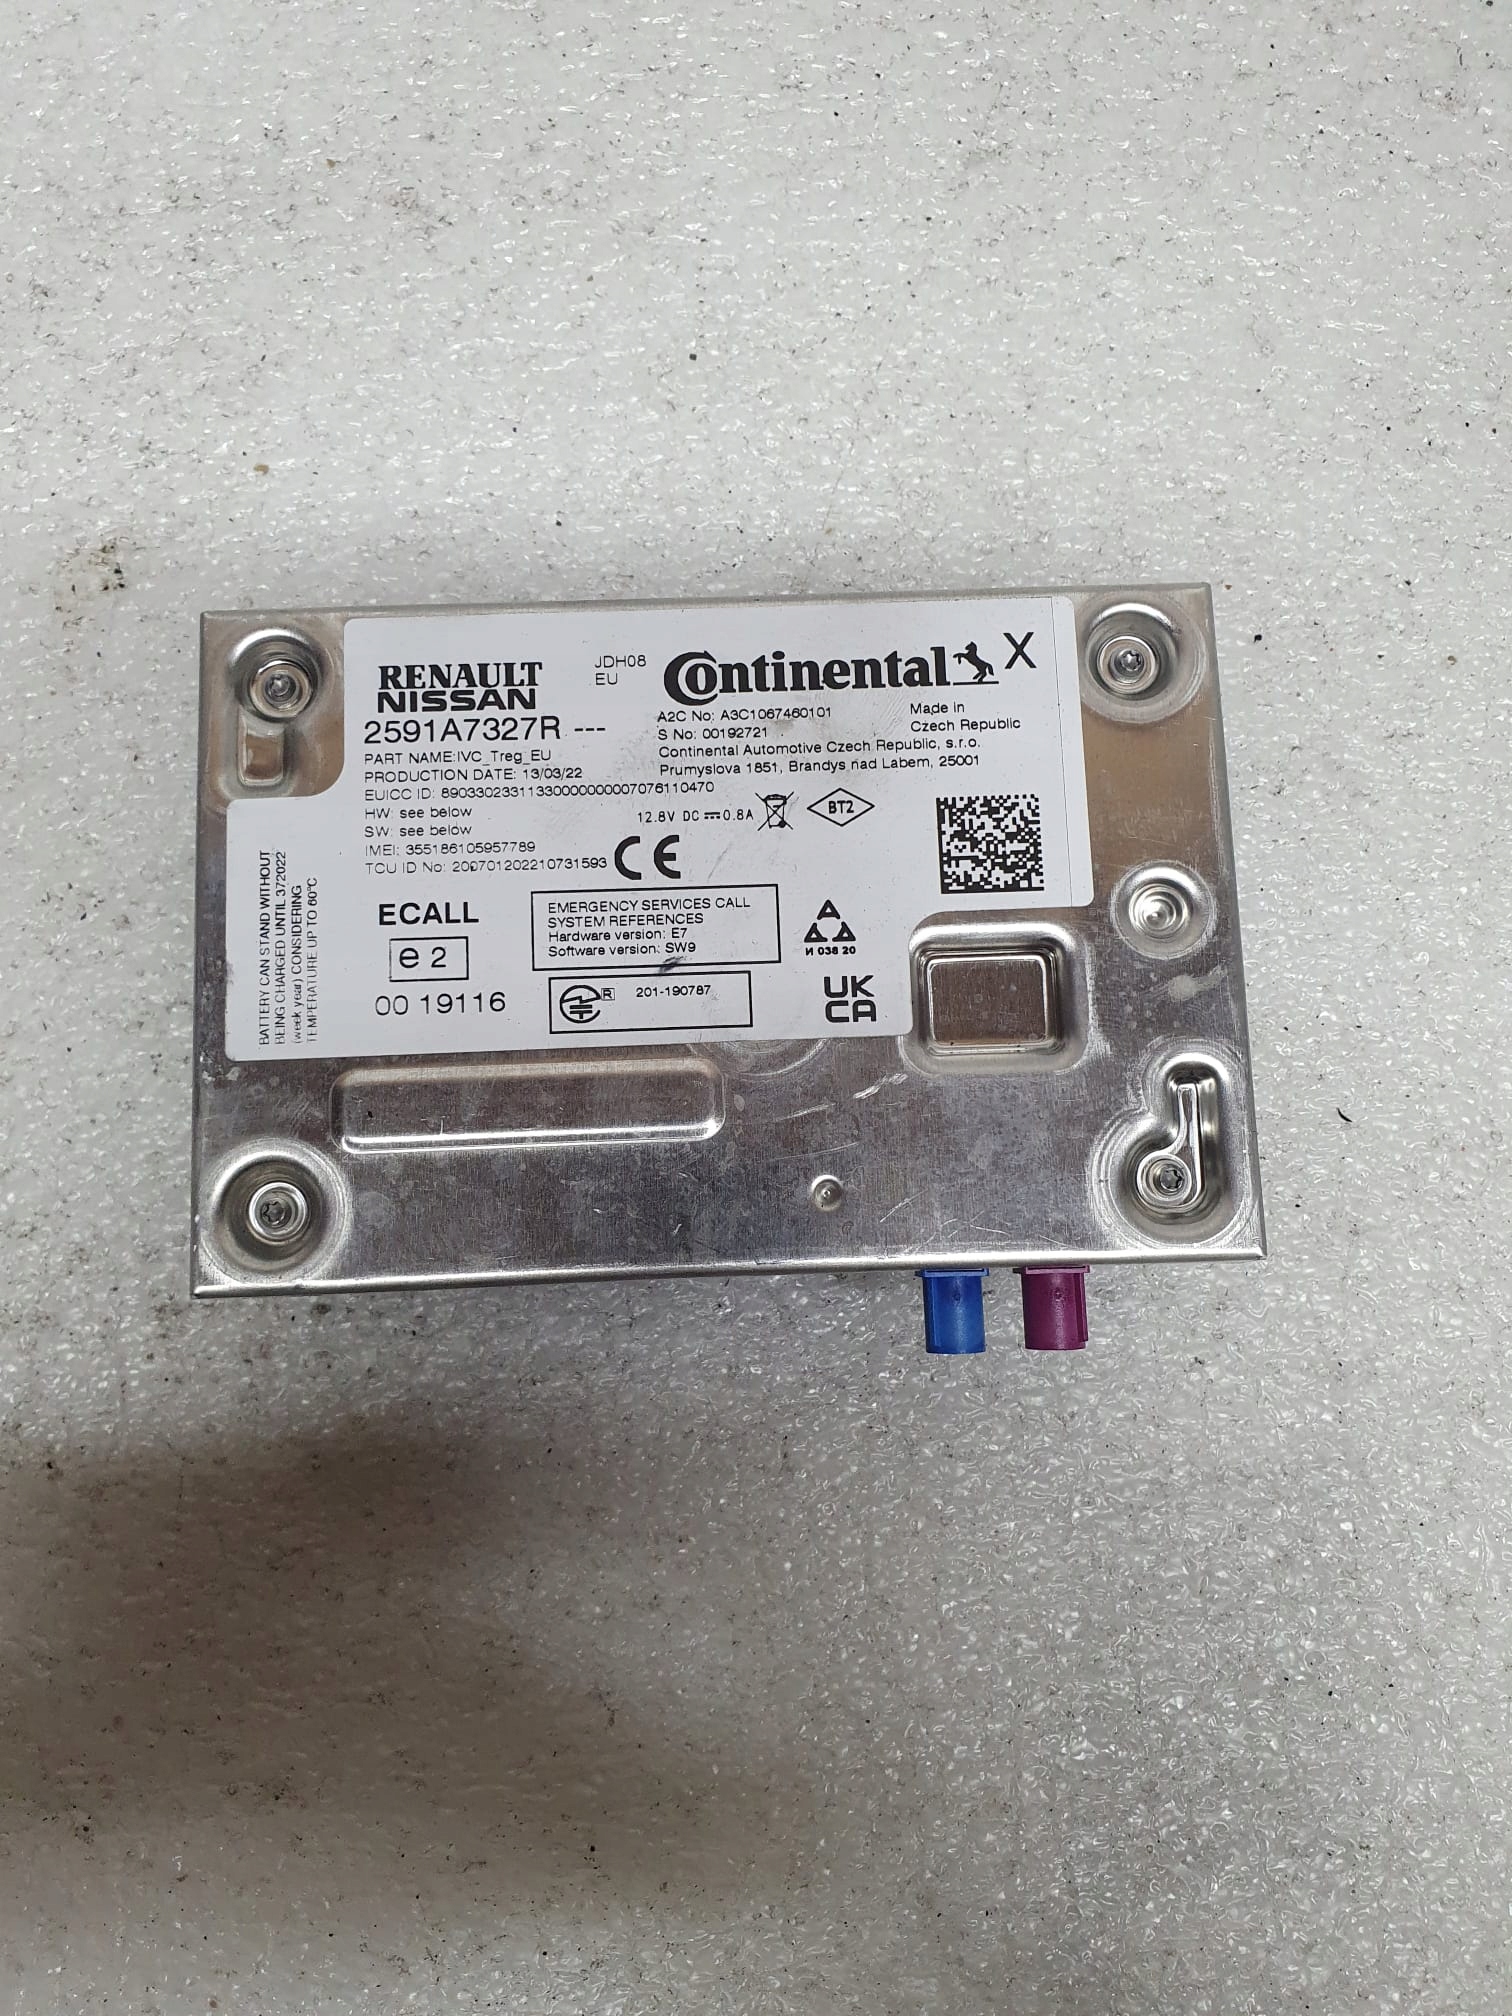 RENAULT
NISSAN
JDH08
EU
Continental X
2591A7327R ---
A2C No: A3C1067460101
Made in
Czech Republic
S No: 00192721
PART NAME:IVC_Treg_EU
Continental Automotive Czech Republic, s.r.o.
PRODUCTION DATE: 13/03/22
Prumyslova 1851, Brandys nad Labem, 25001
EUICC ID: 89033023311330000000007076110470
HW: see below
12.8V DC 0.8A
BT2
SW: see below
IMEI: 355186105957789
TCU ID No: 200701202210731593
CE
ECALL
e2
00 19116
EMERGENCY SERVICES CALL
SYSTEM REFERENCES
Hardware version: E7
Software version: SW9
И 038 20
R 201-190787
UK
CA
BATTERY CAN STAND WITHOUT
BEING CHARGED UNTIL 372022
(week year) CONSIDERING
TEMPERATURE UP TO 60°C